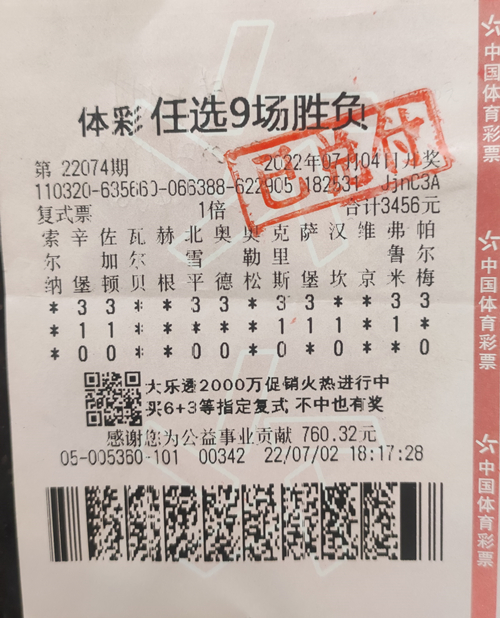 体彩 任选9场胜负
第 22074期 2022年07月04日开奖
110320-635660-066388-622905 JjnC3A
复式票 1倍 合计3456元
索 辛 佐 瓦 赫 北 奥 奥 克 萨 汉 维 弗 帕
尔 加 尔 雪 勒 里 鲁 尔
纳 堡 顿 贝 根 平 德 松 斯 堡 坎 京 米 梅
* 3 3 * * 3 3 * * * * * 3 3
* 1 1 * * * * * 1 1 1 * 1 *
* 0 0 * * 0 0 * 0 * 0 * * 0
大乐透2000万促销火热进行中
买6+3等指定复式,不中也有奖
感谢您为公益事业贡献 760.32元
05-005360-101 00342 22/07/02 18:17:28
已兑付
中国体育彩票
中国体育彩票
中国体育彩票